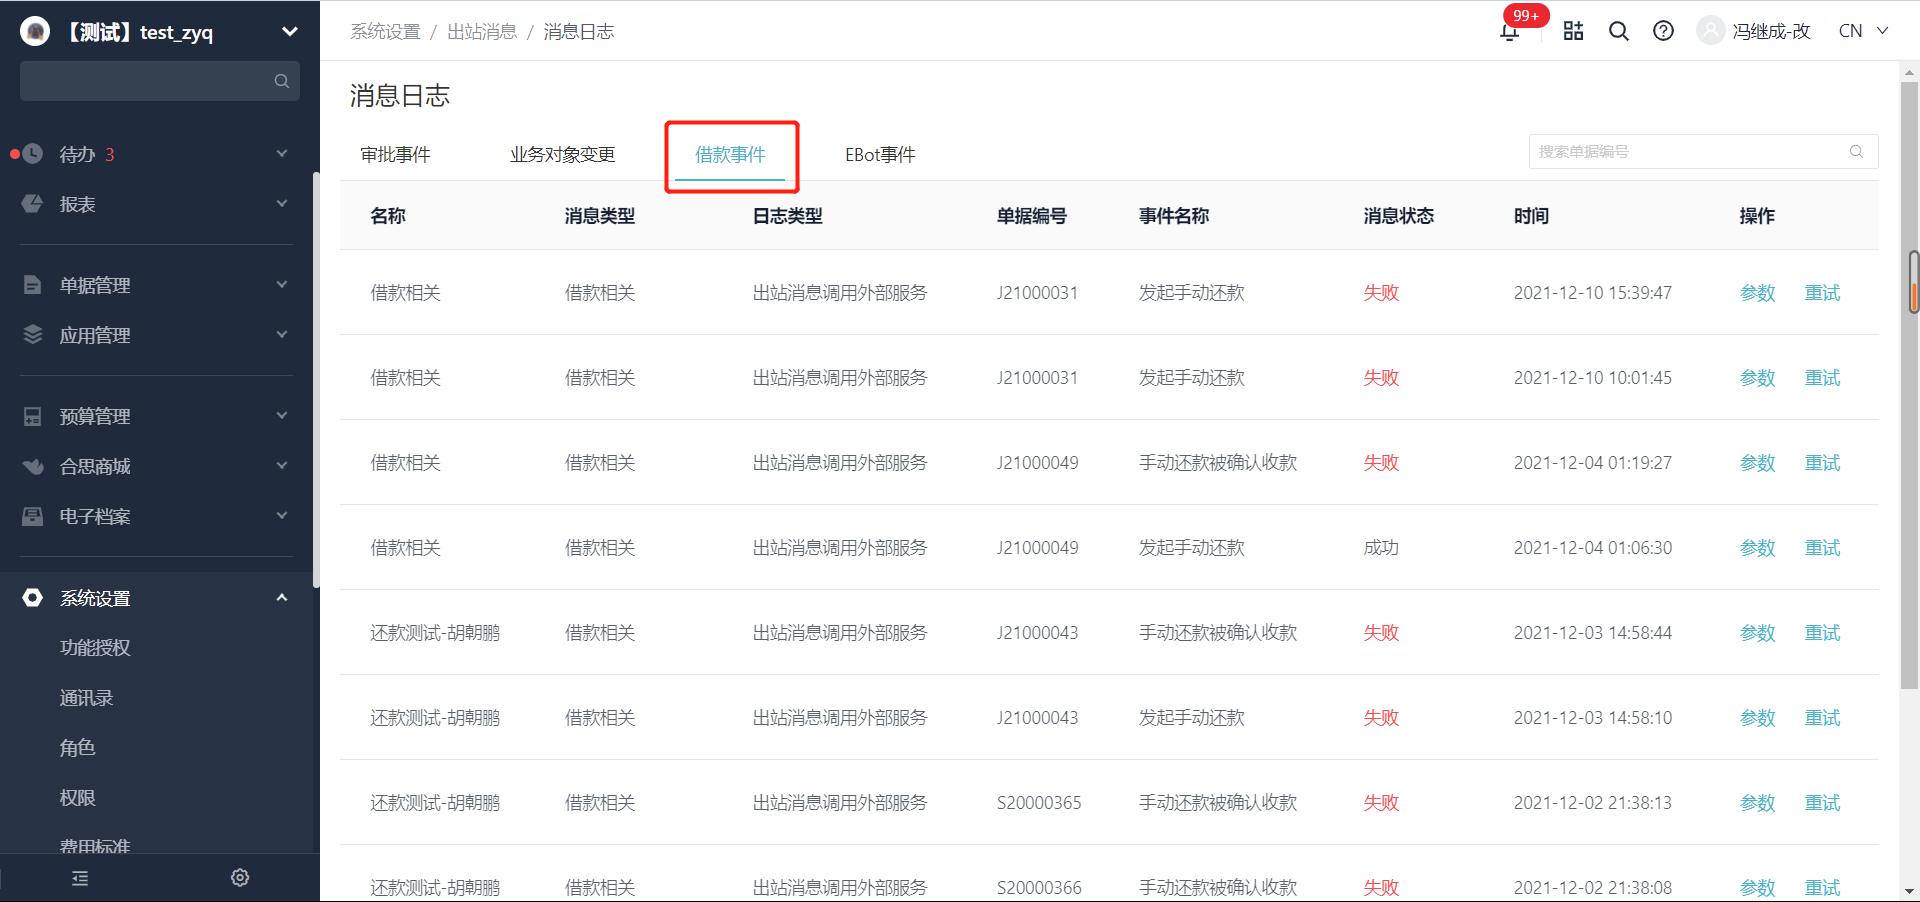 【测试】test_zyq
待办 3
报表
单据管理
应用管理
预算管理
合思商城
电子档案
系统设置
功能授权
通讯录
角色
权限
费用标准
系统设置 / 出站消息 / 消息日志
99+
冯继成-改
CN
消息日志
审批事件 业务对象变更 借款事件 EBot事件
搜索单据编号
名称 消息类型 日志类型 单据编号 事件名称 消息状态 时间 操作
借款相关 借款相关 出站消息调用外部服务 J21000031 发起手动还款 失败 2021-12-10 15:39:47 参数 重试
借款相关 借款相关 出站消息调用外部服务 J21000031 发起手动还款 失败 2021-12-10 10:01:45 参数 重试
借款相关 借款相关 出站消息调用外部服务 J21000049 手动还款被确认收款 失败 2021-12-04 01:19:27 参数 重试
借款相关 借款相关 出站消息调用外部服务 J21000049 发起手动还款 成功 2021-12-04 01:06:30 参数 重试
还款测试-胡朝鹏 借款相关 出站消息调用外部服务 J21000043 手动还款被确认收款 失败 2021-12-03 14:58:44 参数 重试
还款测试-胡朝鹏 借款相关 出站消息调用外部服务 J21000043 发起手动还款 失败 2021-12-03 14:58:10 参数 重试
还款测试-胡朝鹏 借款相关 出站消息调用外部服务 S20000365 手动还款被确认收款 失败 2021-12-02 21:38:13 参数 重试
还款测试-胡朝鹏 借款相关 出站消息调用外部服务 S20000366 手动还款被确认收款 失败 2021-12-02 21:38:08 参数 重试